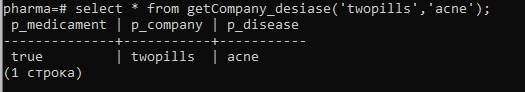 pharma=# select * from getCompany_desiase('twopills','acne');
 p_medicament | p_company | p_disease
--------------+-----------+-----------
 true         | twopills  | acne
(1 строка)